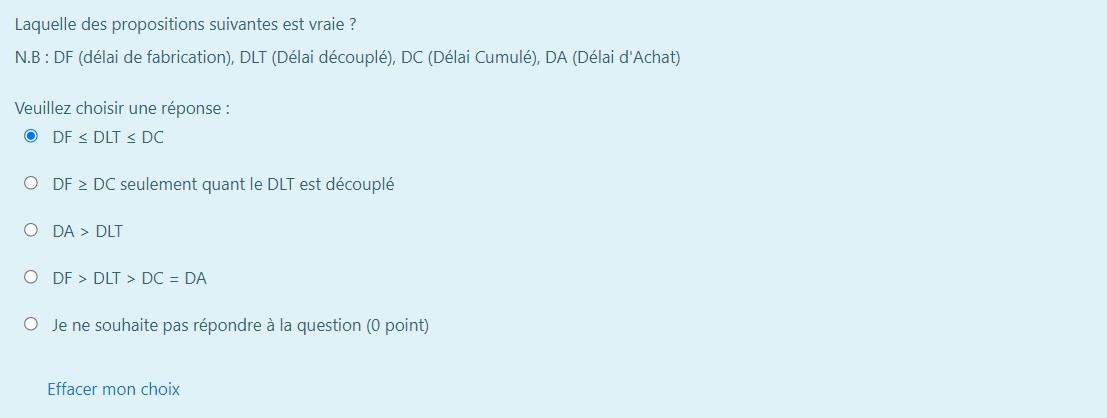 Laquelle des propositions suivantes est vraie ?
N.B : DF (délai de fabrication), DLT (Délai découplé), DC (Délai Cumulé), DA (Délai d'Achat)
Veuillez choisir une réponse :
DF ≤ DLT ≤ DC
DF ≥ DC seulement quant le DLT est découplé
DA > DLT
DF > DLT > DC = DA
Je ne souhaite pas répondre à la question (0 point)
Effacer mon choix